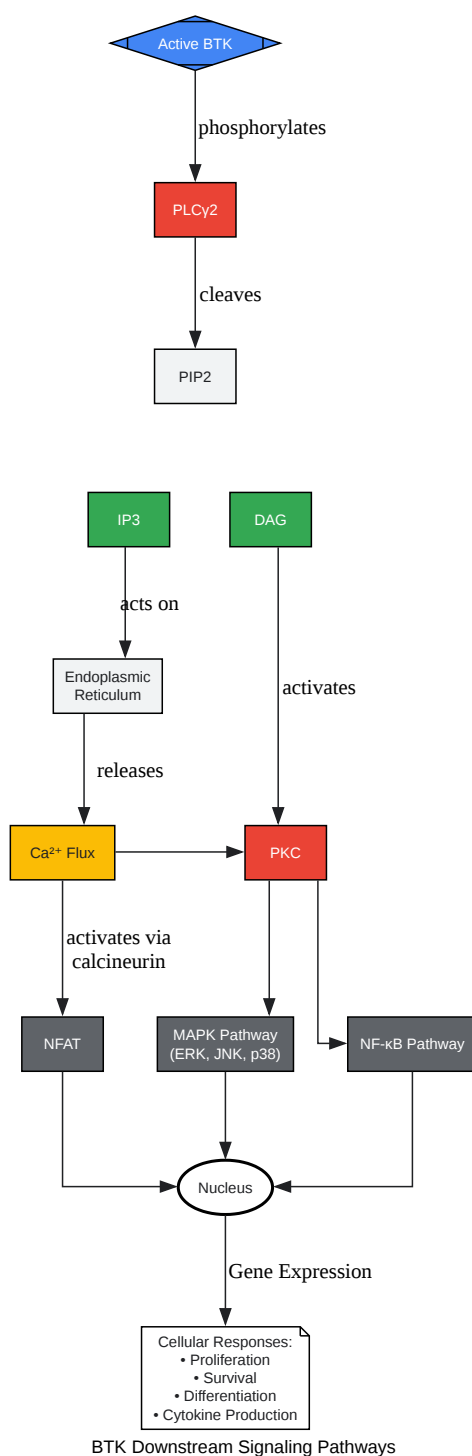 Active BTK
phosphorylates
PLCγ2
cleaves
PIP2
IP3
DAG
acts on
Endoplasmic
Reticulum
activates
releases
Ca²⁺ Flux
PKC
activates via
calcineurin
NFAT
MAPK Pathway
(ERK, JNK, p38)
NF-κB Pathway
Nucleus
Gene Expression
Cellular Responses:
• Proliferation
• Survival
• Differentiation
• Cytokine Production
BTK Downstream Signaling Pathways